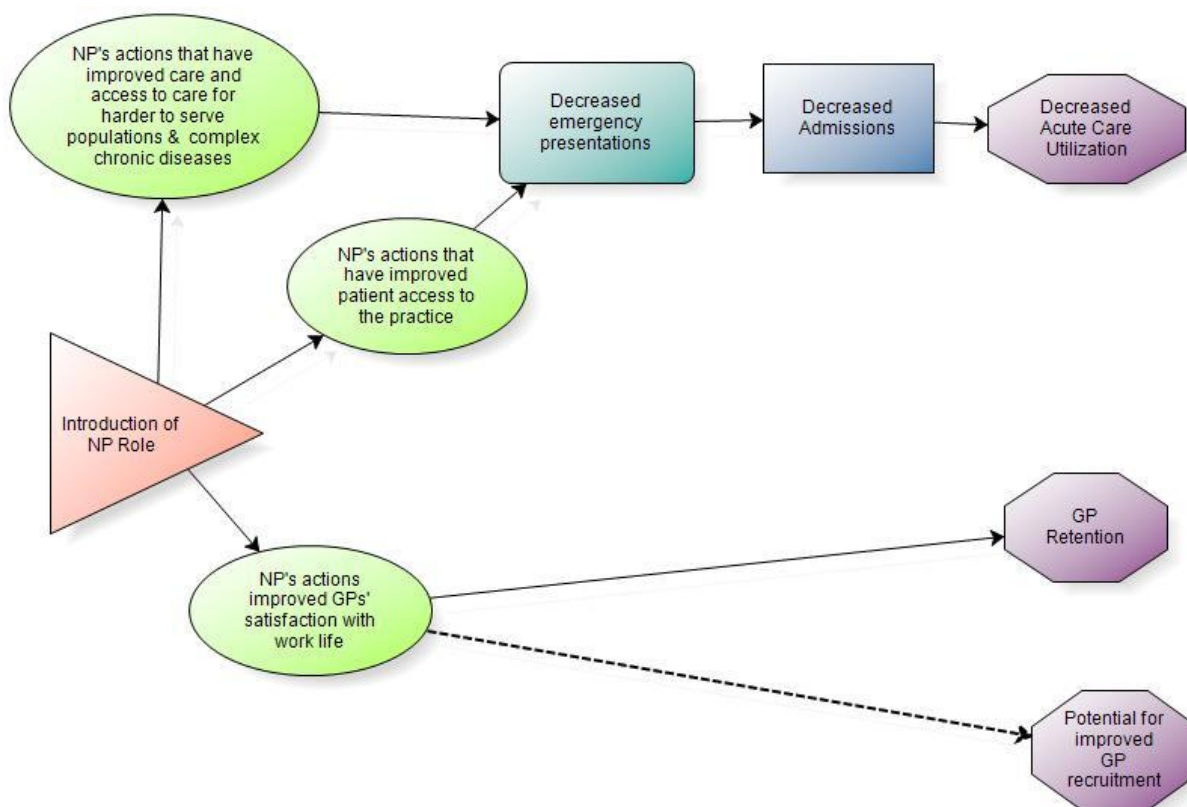 NP's actions that have
improved care and
access to care for
harder to serve
populations & complex
chronic diseases
Decreased
emergency
presentations
Decreased
Admissions
Decreased
Acute Care
Utilization
NP's actions that
have improved
patient access to
the practice
Introduction of
NP Role
GP
Retention
NP's actions
improved GPs'
satisfaction with
work life
Potential for
improved
GP
recruitment